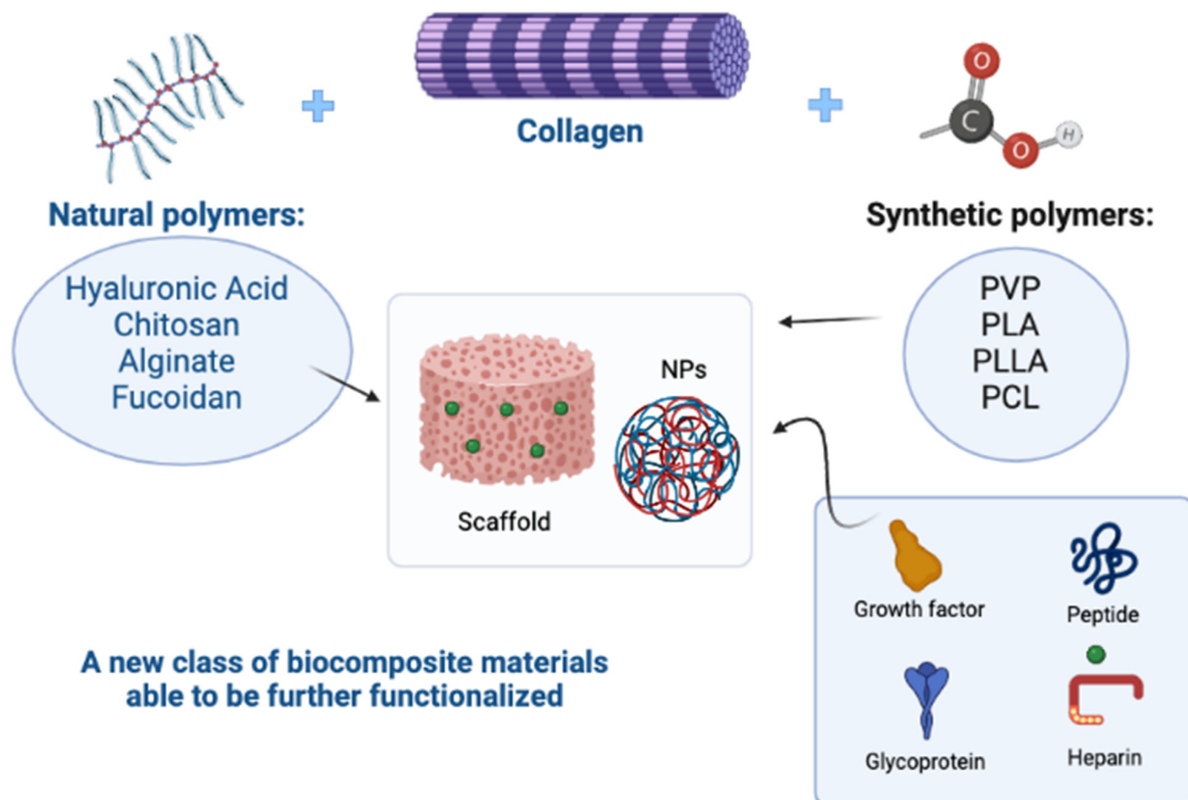 Collagen
Natural polymers:
Hyaluronic Acid
Chitosan
Alginate
Fucoidan
O
C
O
H
Synthetic polymers:
PVP
PLA
PLLA
PCL
NPs
Scaffold
Growth factor
Peptide
Glycoprotein
Heparin
A new class of biocomposite materials
able to be further functionalized